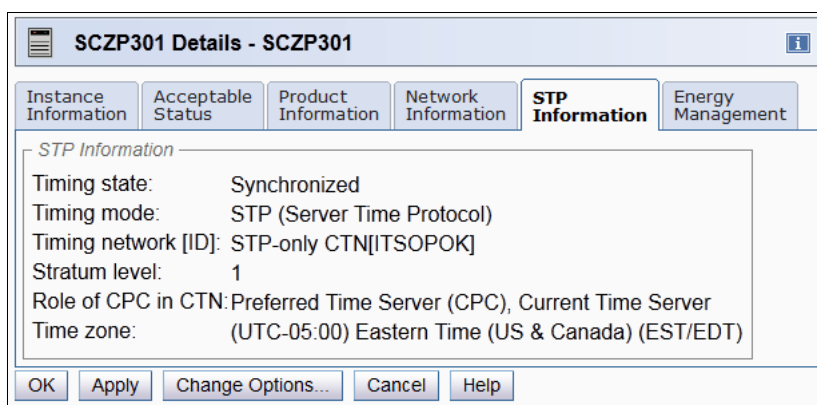 SCZP301 Details - SCZP301
Instance Information
Acceptable Status
Product Information
Network Information
STP Information
Energy Management
STP Information
Timing state: Synchronized
Timing mode: STP (Server Time Protocol)
Timing network [ID]: STP-only CTN[ITSOPOK]
Stratum level: 1
Role of CPC in CTN: Preferred Time Server (CPC), Current Time Server
Time zone: (UTC-05:00) Eastern Time (US & Canada) (EST/EDT)
OK Apply Change Options... Cancel Help